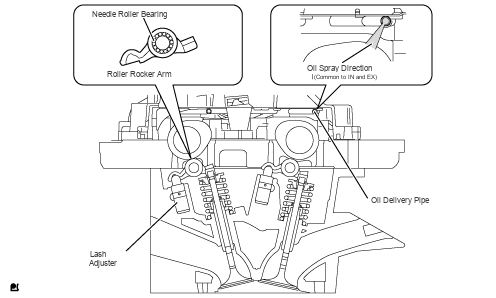 Needle Roller Bearing
Roller Rocker Arm
Oil Spray Direction
(Common to IN and EX)
Oil Delivery Pipe
Lash
Adjuster